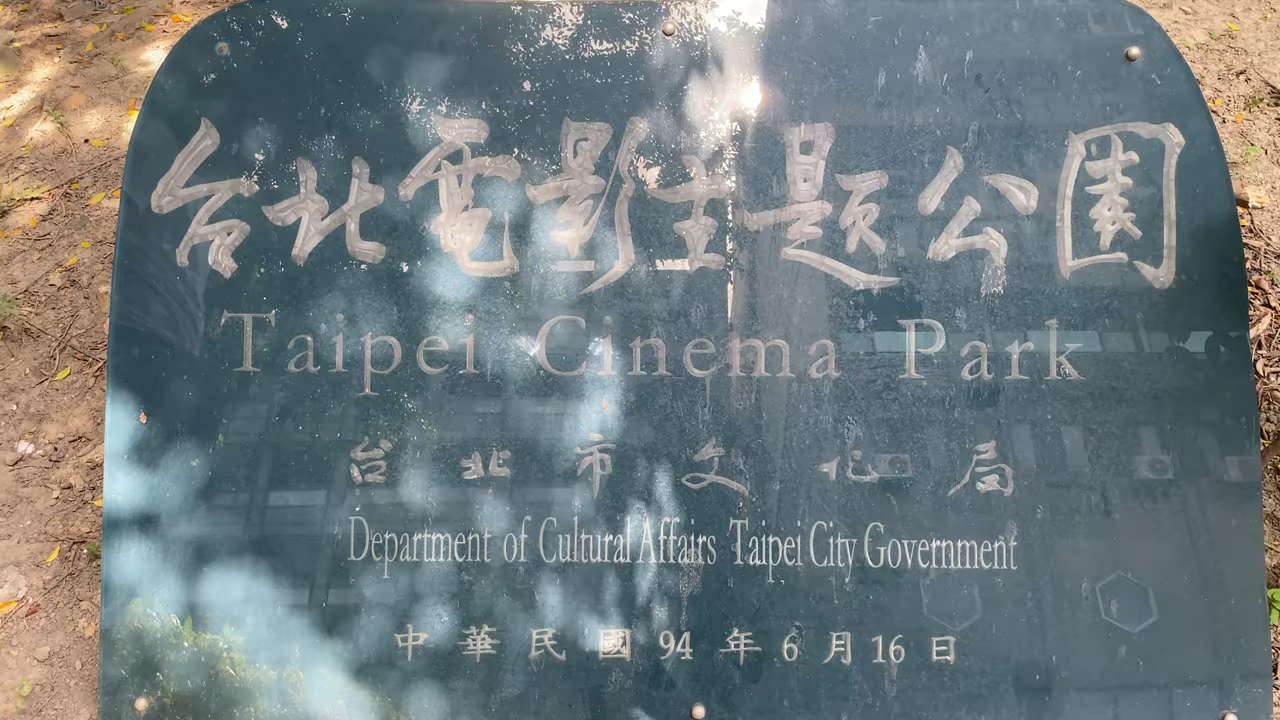 台北電影主題公園
Taipei Cinema Park
台北市文化局
Department of Cultural Affairs Taipei City Government
中華民國94年6月16日